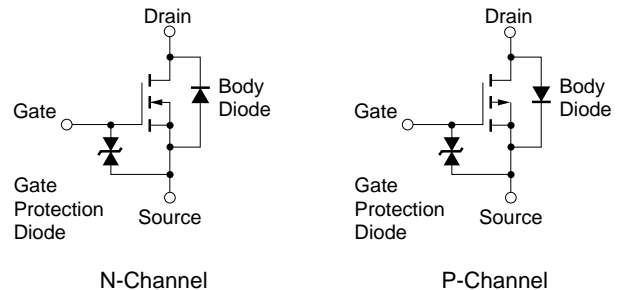 Drain
Body
Diode
Gate
Gate
Protection
Diode
Source
N-Channel
Drain
Body
Diode
Gate
Gate
Protection
Diode
Source
P-Channel